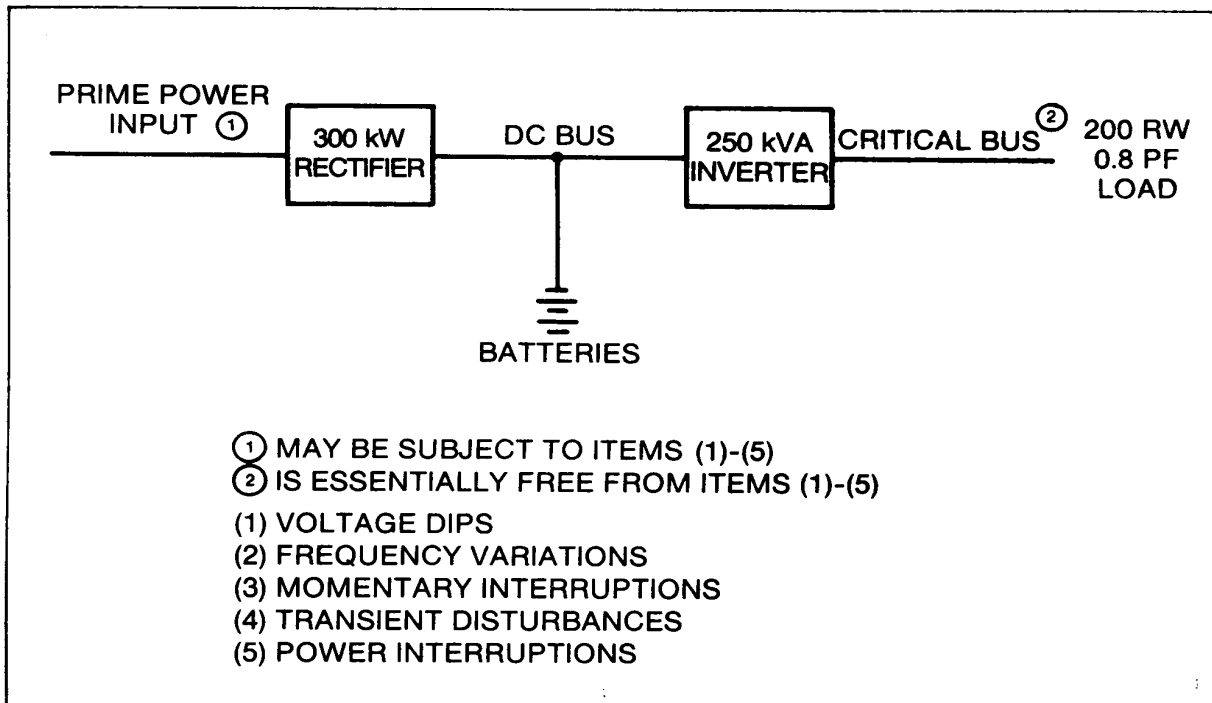 PRIME POWER
INPUT ①
300 kW
RECTIFIER
DC BUS
250 kVA
INVERTER
CRITICAL BUS ②
200 RW
0.8 PF
LOAD
BATTERIES
① MAY BE SUBJECT TO ITEMS (1)-(5)
② IS ESSENTIALLY FREE FROM ITEMS (1)-(5)
(1) VOLTAGE DIPS
(2) FREQUENCY VARIATIONS
(3) MOMENTARY INTERRUPTIONS
(4) TRANSIENT DISTURBANCES
(5) POWER INTERRUPTIONS